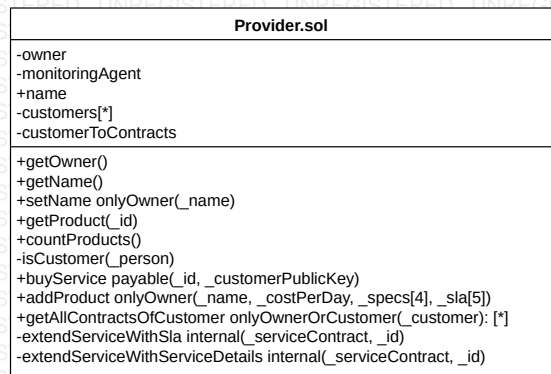 Provider.sol
-owner
-monitoringAgent
+name
-customers[*]
-customerToContracts
+getOwner()
+getName()
+setName onlyOwner(_name)
+getProduct(_id)
+countProducts()
-isCustomer(_person)
+buyService payable(_id, _customerPublicKey)
+addProduct onlyOwner(_name, _costPerDay, _specs[4], _sla[5])
+getAllContractsOfCustomer onlyOwnerOrCustomer(_customer): [*]
-extendServiceWithSla internal(_serviceContract, _id)
-extendServiceWithServiceDetails internal(_serviceContract, _id)